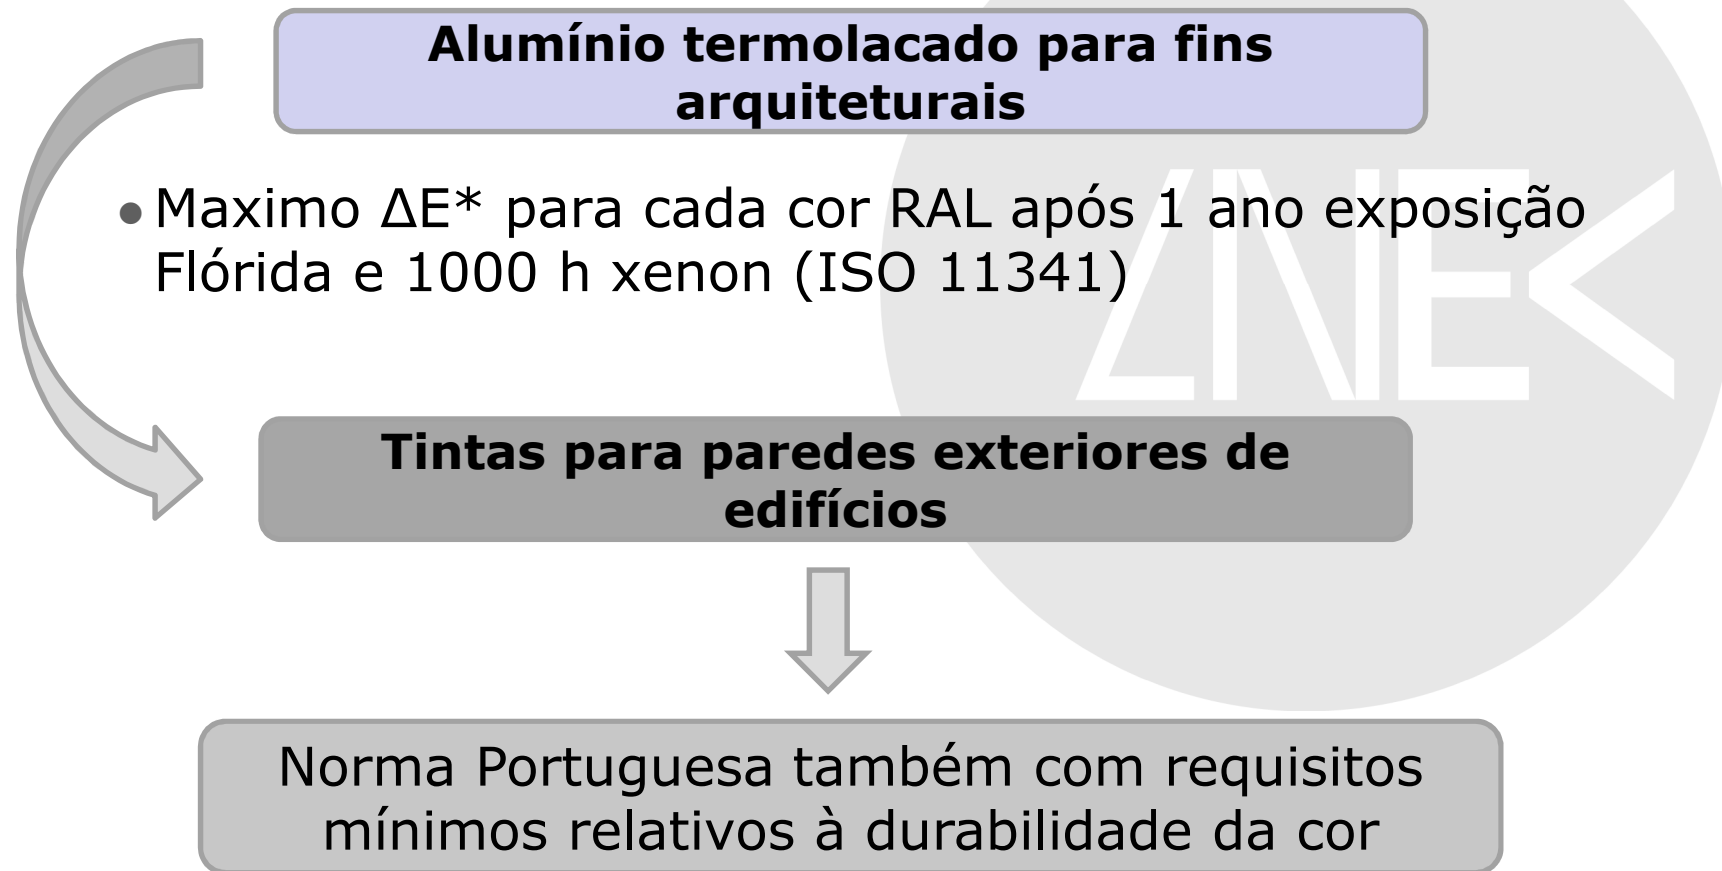 Alumínio termolacado para fins
arquiteturais
• Maximo ΔE* para cada cor RAL após 1 ano exposição
Flórida e 1000 h xenon (ISO 11341)
LNEC
Tintas para paredes exteriores de
edifícios
Norma Portuguesa também com requisitos
mínimos relativos à durabilidade da cor